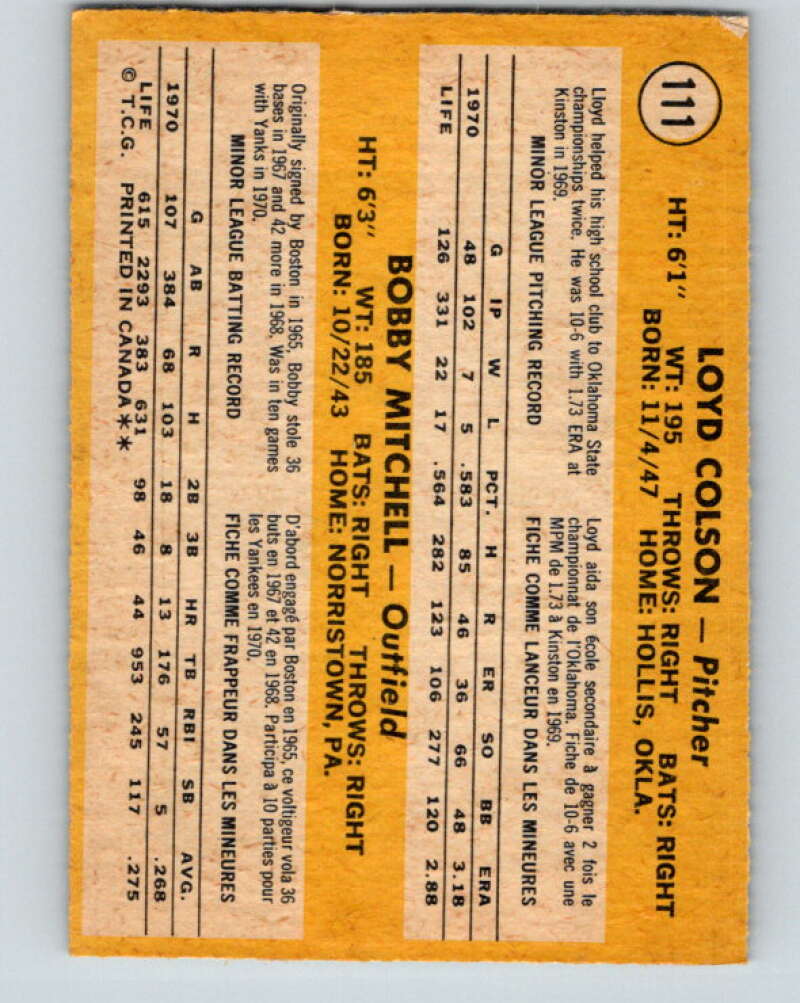 111
LOYD COLSON — Pitcher
HT: 6'1" WT: 195 THROWS: RIGHT BATS: RIGHT
BORN: 11/4/47 HOME: HOLLIS, OKLA.
Lloyd helped his high school club to Oklahoma State
championships twice. He was 10-6 with 1.73 ERA at
Kinston in 1969.
Loyd aida son école secondaire à gagner 2 fois le
championnat de l'Oklahoma. Fiche de 10-6 avec une
MPM de 1.73 à Kinston en 1969.
MINOR LEAGUE PITCHING RECORD FICHE COMME LANCEUR DANS LES MINEURES
G IP W L PCT. H R ER SO BB ERA
1970 48 102 7 5 .583 85 46 36 66 48 3.18
LIFE 126 331 22 17 .564 282 123 106 277 120 2.88
BOBBY MITCHELL — Outfield
HT: 6'3" WT: 185 BATS: RIGHT THROWS: RIGHT
BORN: 10/22/43 HOME: NORRISTOWN, PA.
Originally signed by Boston in 1965, Bobby stole 36
bases in 1967 and 42 more in 1968. Was in ten games
with Yanks in 1970.
D'abord engagé par Boston en 1965, ce voltigeur vola 36
buts en 1967 et 42 en 1968. Participa à 10 parties pour
les Yankees en 1970.
MINOR LEAGUE BATTING RECORD FICHE COMME FRAPPEUR DANS LES MINEURES
G AB R H 2B 3B HR TB RBI SB AVG.
1970 107 384 68 103 18 8 13 176 57 5 .268
LIFE 615 2293 383 631 98 46 44 953 245 117 .275
© T.C.G. PRINTED IN CANADA**